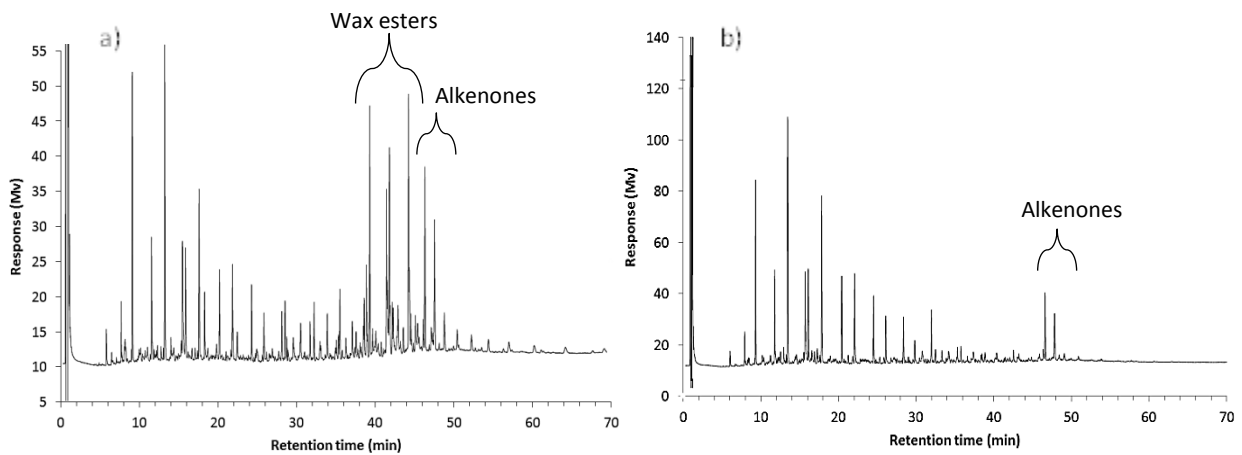 a)
Wax esters
Alkenones
Response (Mv)
55
50
45
40
35
30
25
20
15
10
5
0 10 20 30 40 50 60 70
Retention time (min)
b)
Alkenones
Response (Mv)
140
120
100
80
60
40
20
0
0 10 20 30 40 50 60 70
Retention time (min)